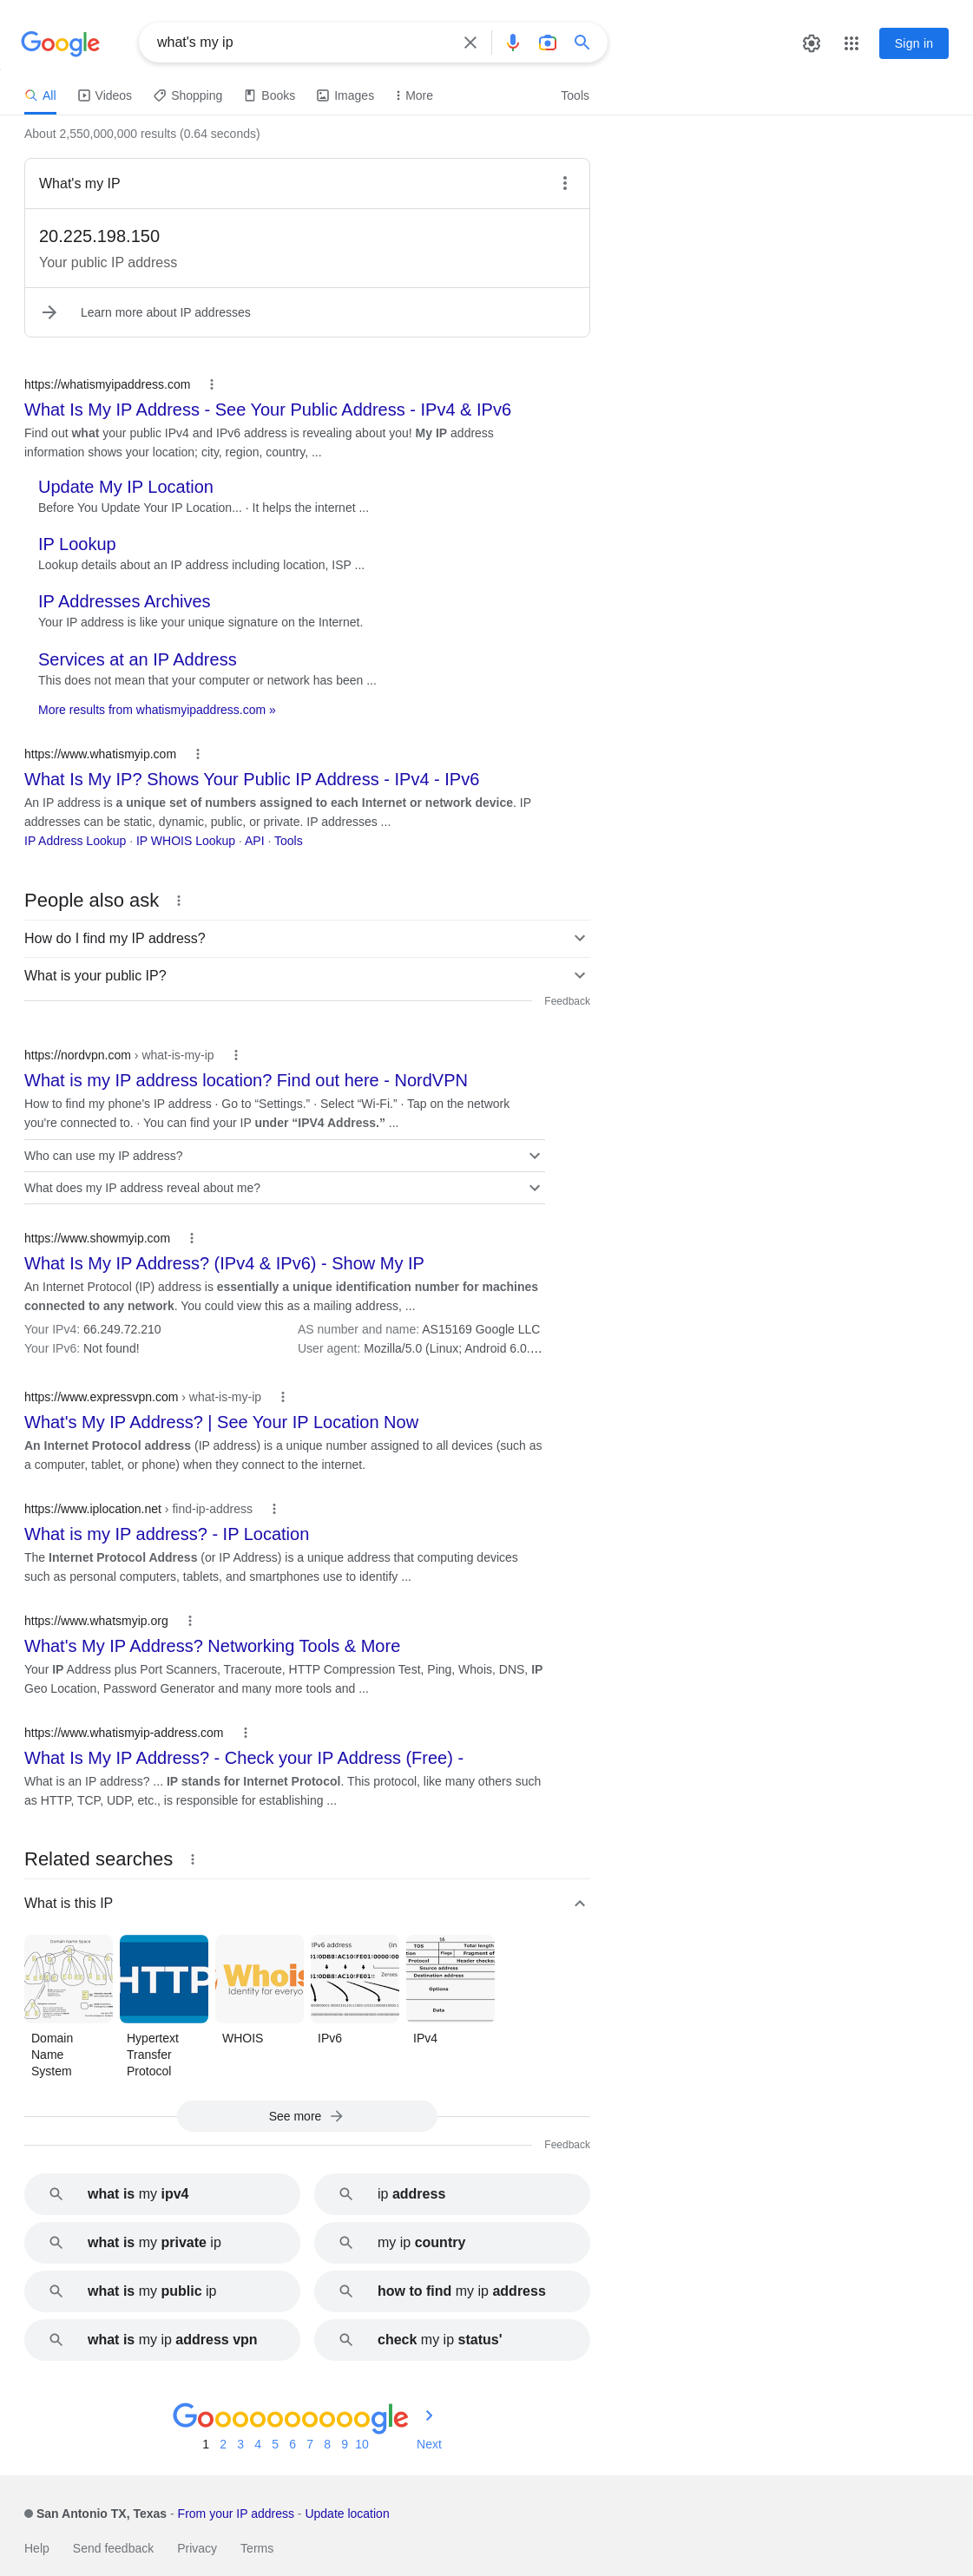 Google
what's my ip
Sign in
All
Videos
Shopping
Books
Images
More
Tools
About 2,550,000,000 results (0.64 seconds)
What's my IP
20.225.198.150
Your public IP address
Learn more about IP addresses
https://whatismyipaddress.com
What Is My IP Address - See Your Public Address - IPv4 & IPv6
Find out what your public IPv4 and IPv6 address is revealing about you! My IP address
information shows your location; city, region, country, ...
Update My IP Location
Before You Update Your IP Location... · It helps the internet ...
IP Lookup
Lookup details about an IP address including location, ISP ...
IP Addresses Archives
Your IP address is like your unique signature on the Internet.
Services at an IP Address
This does not mean that your computer or network has been ...
More results from whatismyipaddress.com »
https://www.whatismyip.com
What Is My IP? Shows Your Public IP Address - IPv4 - IPv6
An IP address is a unique set of numbers assigned to each Internet or network device. IP
addresses can be static, dynamic, public, or private. IP addresses ...
IP Address Lookup · IP WHOIS Lookup · API · Tools
People also ask
How do I find my IP address?
What is your public IP?
Feedback
https://nordvpn.com › what-is-my-ip
What is my IP address location? Find out here - NordVPN
How to find my phone's IP address · Go to “Settings.” · Select “Wi-Fi.” · Tap on the network
you're connected to. · You can find your IP under “IPV4 Address.” ...
Who can use my IP address?
What does my IP address reveal about me?
https://www.showmyip.com
What Is My IP Address? (IPv4 & IPv6) - Show My IP
An Internet Protocol (IP) address is essentially a unique identification number for machines
connected to any network. You could view this as a mailing address, ...
Your IPv4: 66.249.72.210
AS number and name: AS15169 Google LLC
Your IPv6: Not found!
User agent: Mozilla/5.0 (Linux; Android 6.0....
https://www.expressvpn.com › what-is-my-ip
What's My IP Address? | See Your IP Location Now
An Internet Protocol address (IP address) is a unique number assigned to all devices (such as
a computer, tablet, or phone) when they connect to the internet.
https://www.iplocation.net › find-ip-address
What is my IP address? - IP Location
The Internet Protocol Address (or IP Address) is a unique address that computing devices
such as personal computers, tablets, and smartphones use to identify ...
https://www.whatsmyip.org
What's My IP Address? Networking Tools & More
Your IP Address plus Port Scanners, Traceroute, HTTP Compression Test, Ping, Whois, DNS, IP
Geo Location, Password Generator and many more tools and ...
https://www.whatismyip-address.com
What Is My IP Address? - Check your IP Address (Free) -
What is an IP address? ... IP stands for Internet Protocol. This protocol, like many others such
as HTTP, TCP, UDP, etc., is responsible for establishing ...
Related searches
What is this IP
Domain Name Space
HTTP
Whois
Identity for everyo
IPv6 address (in
Zeroes
16
TOS Total length
Flags Fragment of
Protocol Header checks
Source address
Destination address
Options
Data
Domain
Name
System
Hypertext
Transfer
Protocol
WHOIS
IPv6
IPv4
See more
Feedback
what is my ipv4
ip address
what is my private ip
my ip country
what is my public ip
how to find my ip address
what is my ip address vpn
check my ip status'
Goooooooooogle
1 2 3 4 5 6 7 8 9 10 Next
San Antonio TX, Texas - From your IP address - Update location
Help
Send feedback
Privacy
Terms